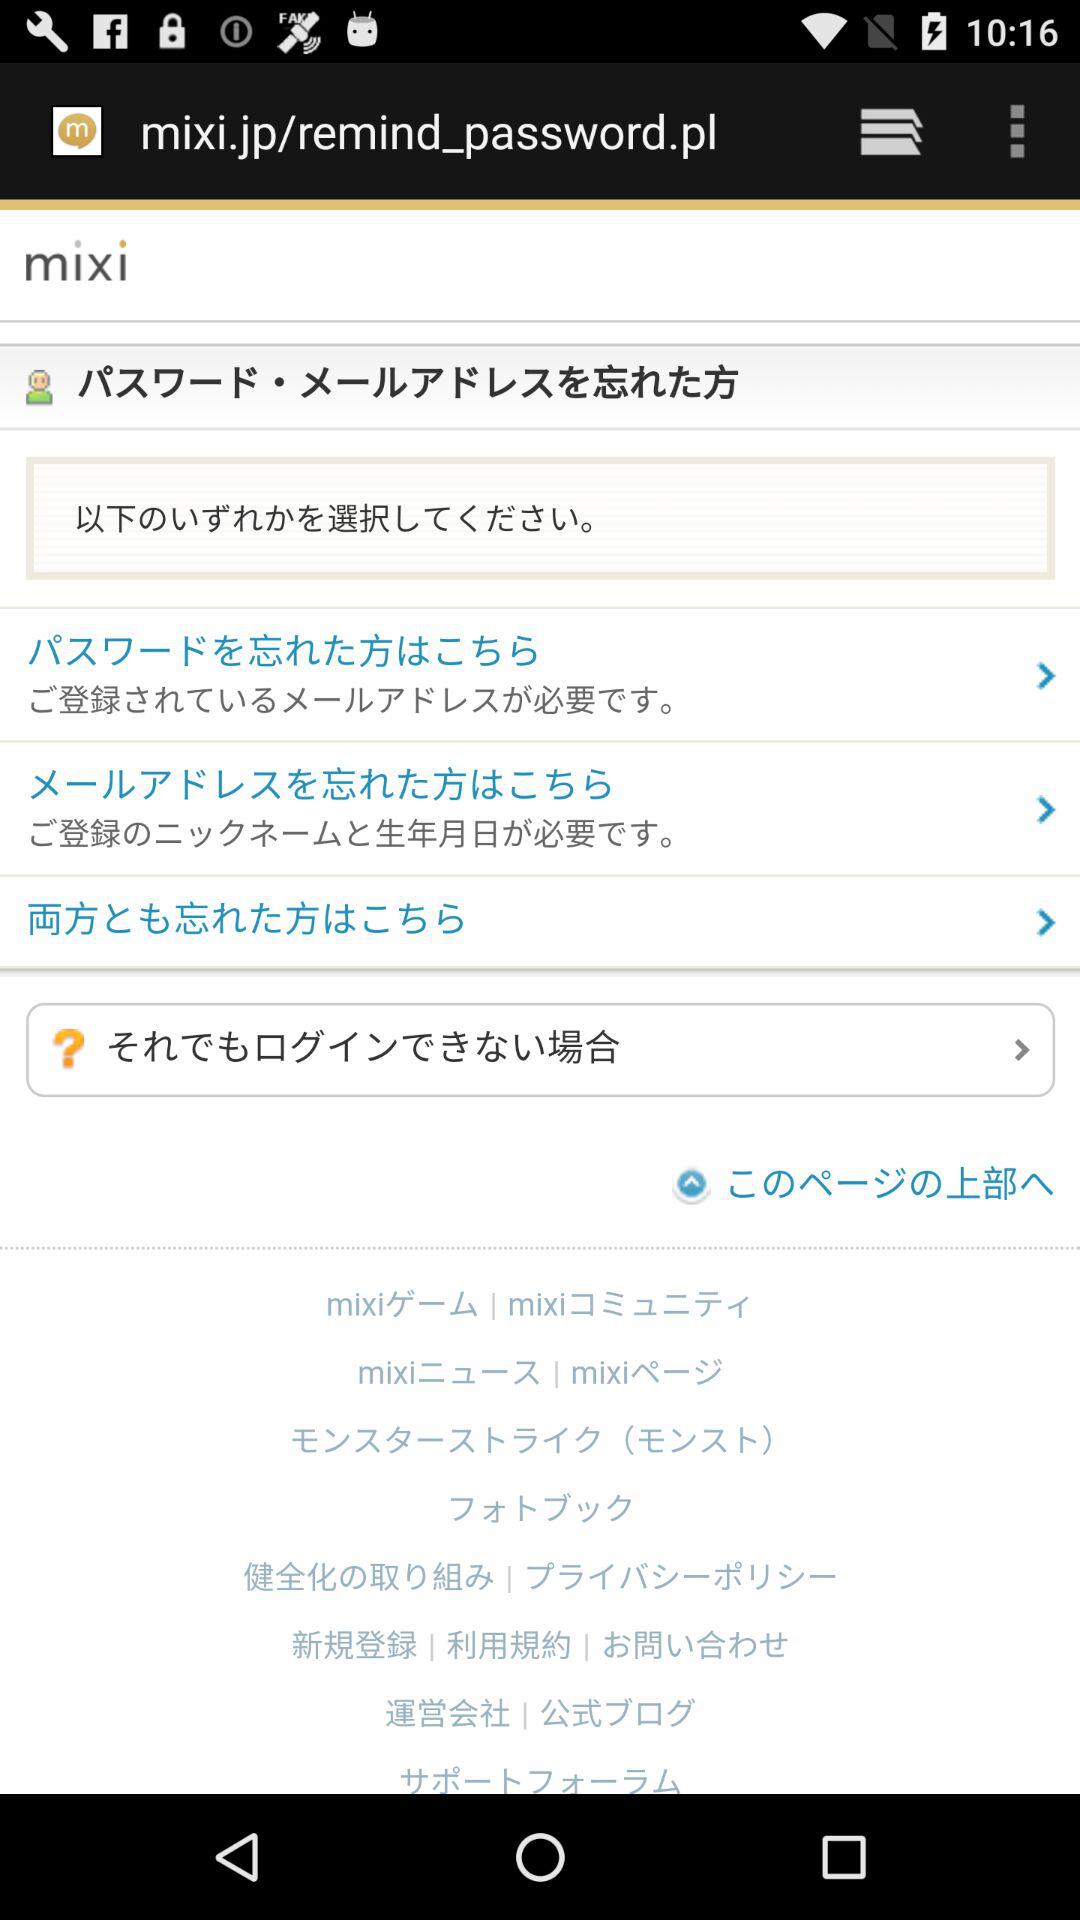 FAKE
10:16
m mixi.jp/remind_password.pl
mixi
パスワード・メールアドレスを忘れた方
以下のいずれかを選択してください。
パスワードを忘れた方はこちら
ご登録されているメールアドレスが必要です。
メールアドレスを忘れた方はこちら
ご登録のニックネームと生年月日が必要です。
両方とも忘れた方はこちら
? それでもログインできない場合
このページの上部へ
mixiゲーム | mixiコミュニティ
mixiニュース | mixiページ
モンスターストライク（モンスト）
フォトブック
健全化の取り組み | プライバシーポリシー
新規登録 | 利用規約 | お問い合わせ
運営会社 | 公式ブログ
サポートフォーラム